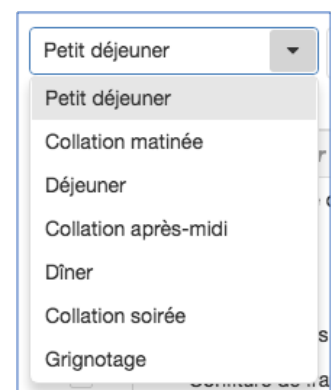 Petit déjeuner
Petit déjeuner
Collation matinée
Déjeuner
Collation après-midi
Dîner
Collation soirée
Grignotage